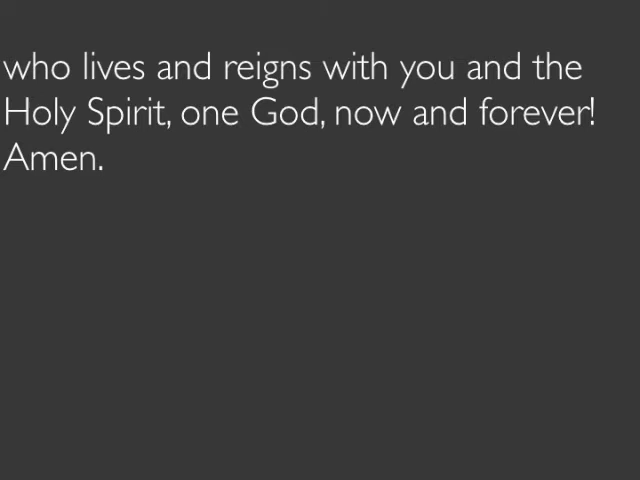 who lives and reigns with you and the
Holy Spirit, one God, now and forever!
Amen.